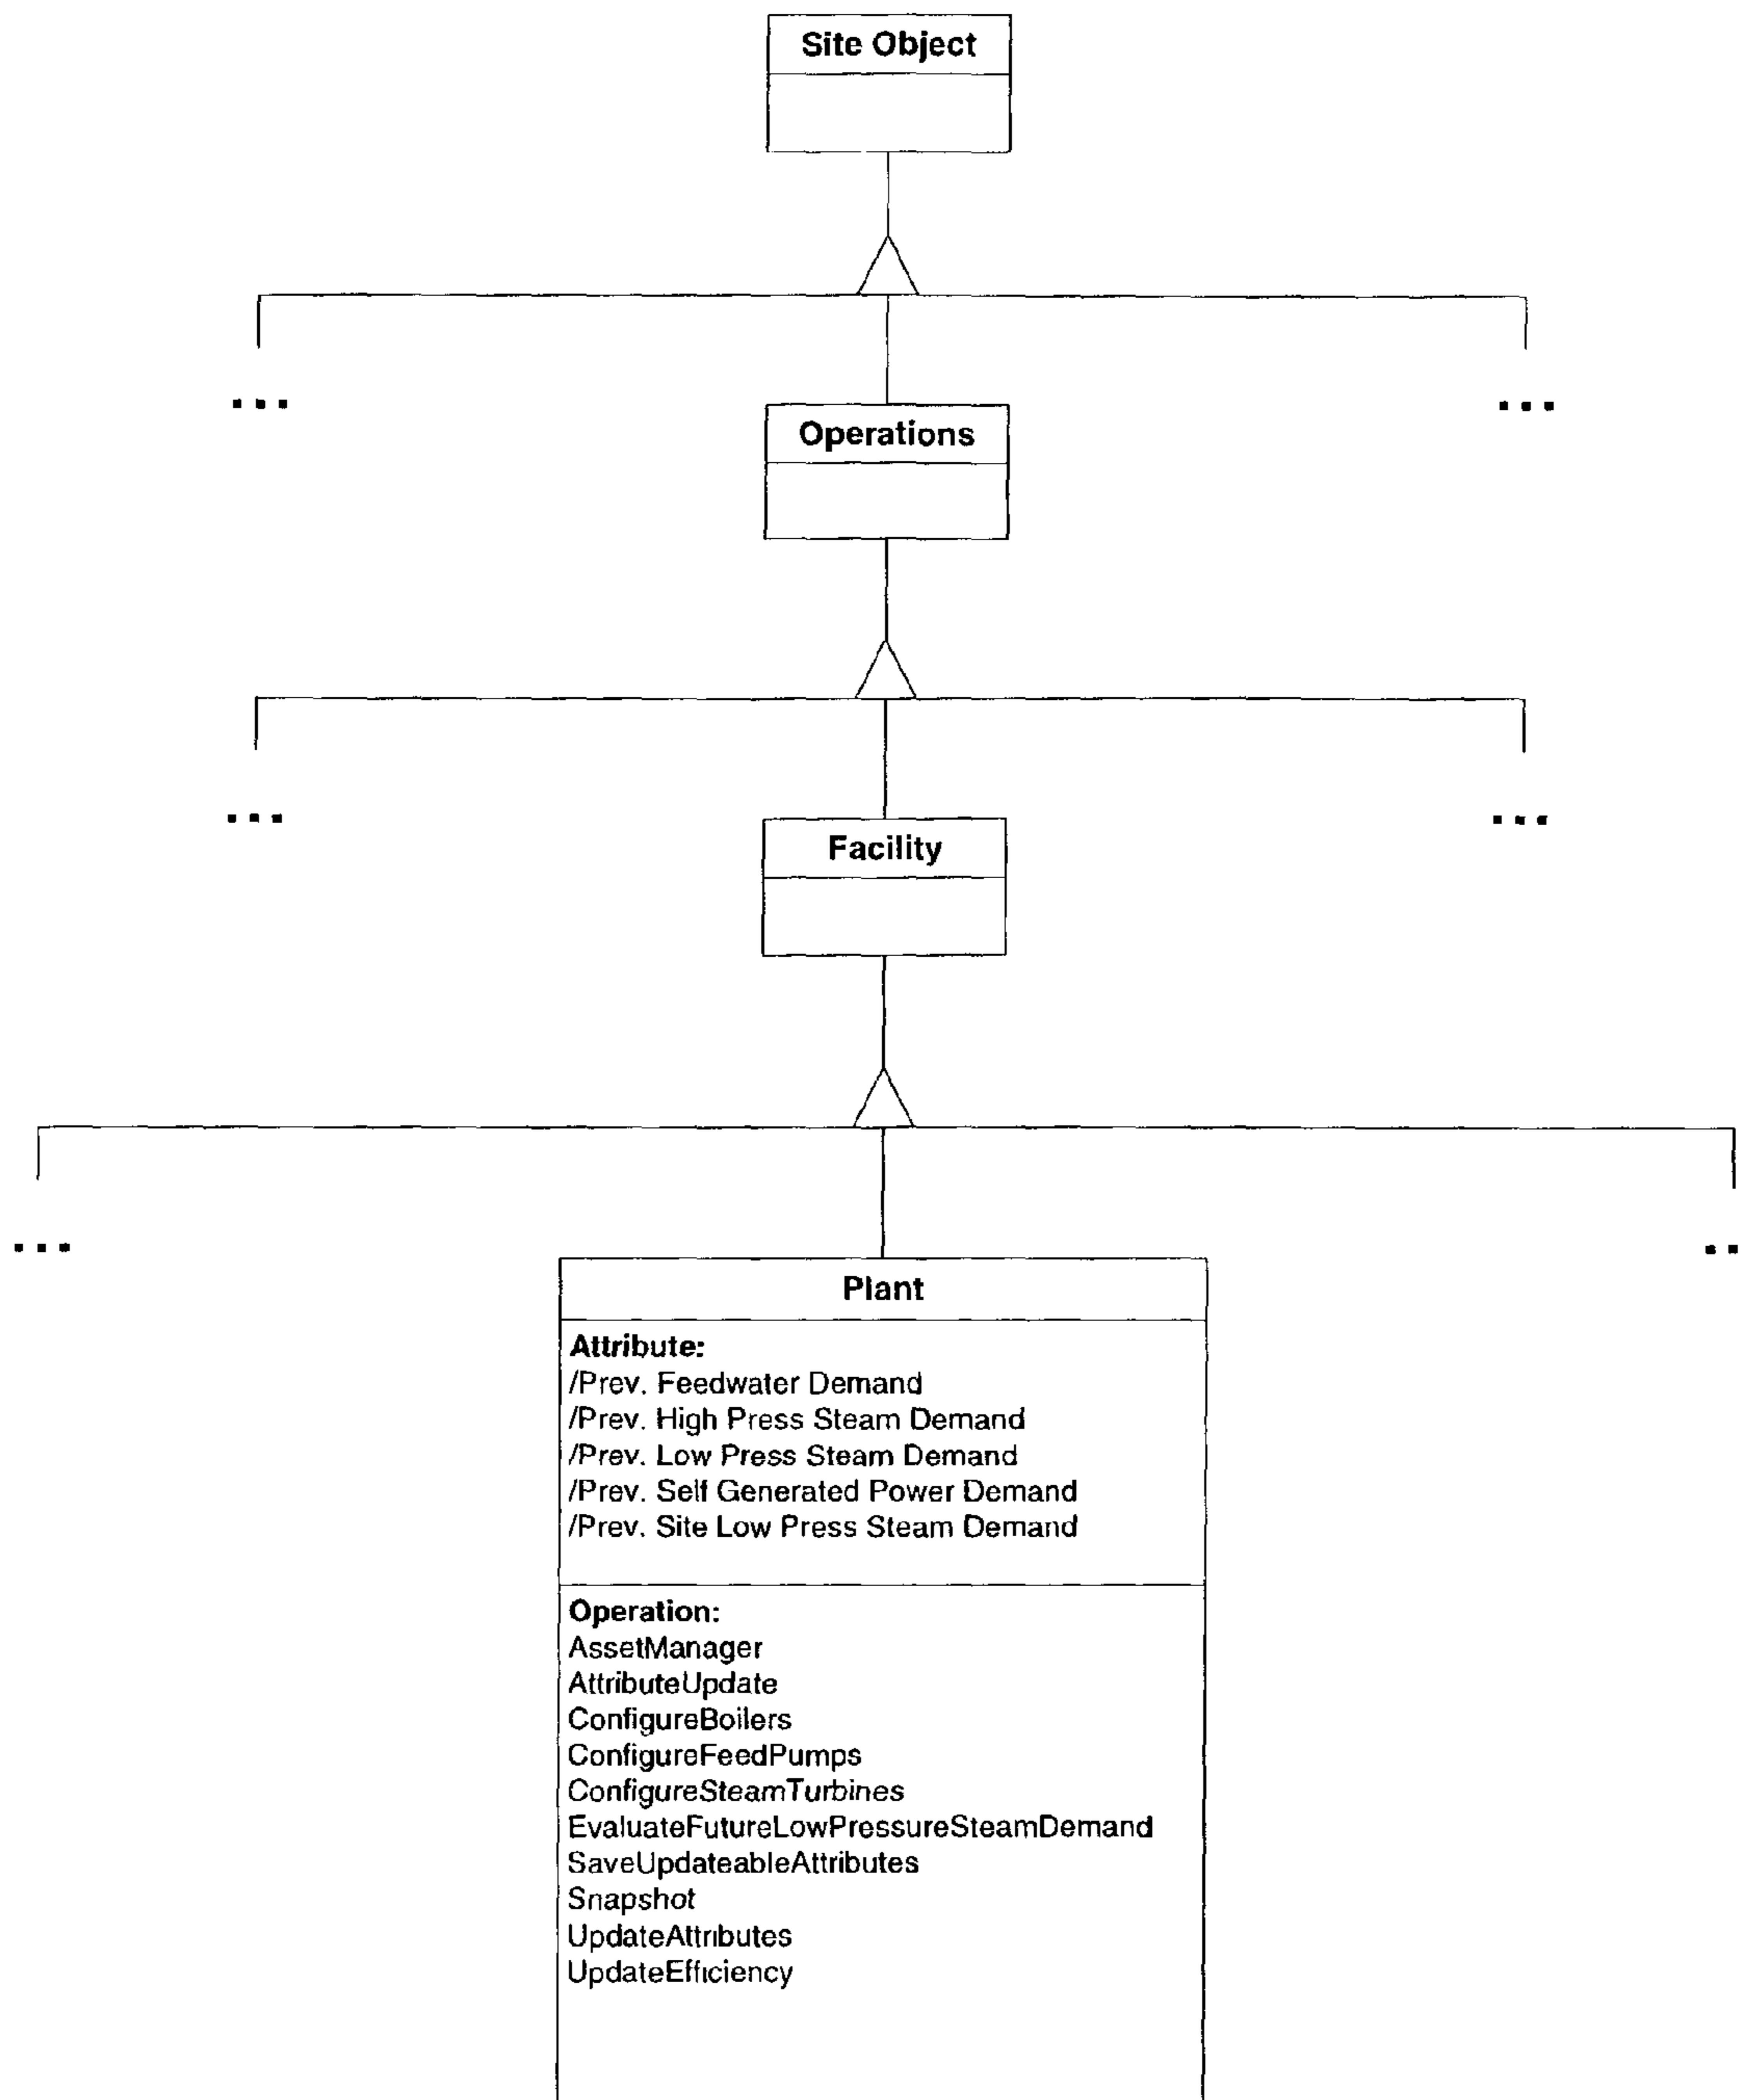 Site Object
... ...
Operations
... ...
Facility
... ..
Plant
Attribute:
/Prev. Feedwater Demand
/Prev. High Press Steam Demand
/Prev. Low Press Steam Demand
/Prev. Self Generated Power Demand
/Prev. Site Low Press Steam Demand
Operation:
AssetManager
AttributeUpdate
ConfigureBoilers
ConfigureFeedPumps
ConfigureSteamTurbines
EvaluateFutureLowPressureSteamDemand
SaveUpdateableAttributes
Snapshot
UpdateAttributes
UpdateEfficiency